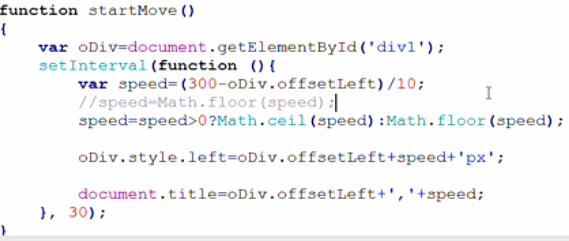 function startMove()
{
    var oDiv=document.getElementById('div1');
    setInterval(function (){
        var speed=(300-oDiv.offsetLeft)/10;
        //speed=Math.floor(speed);
        speed=speed>0?Math.ceil(speed):Math.floor(speed);

        oDiv.style.left=oDiv.offsetLeft+speed+'px';

        document.title=oDiv.offsetLeft+','+speed;
    }, 30);
}